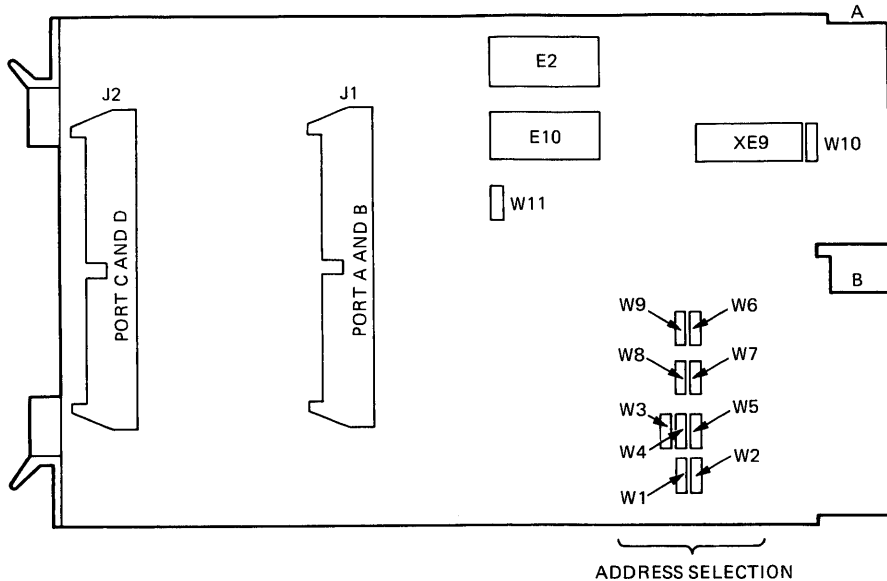 A
E2
J2
J1
E10
XE9
W10
W11
PORT C AND D
PORT A AND B
B
W9
W6
W8
W7
W3
W5
W4
W2
W1
ADDRESS SELECTION